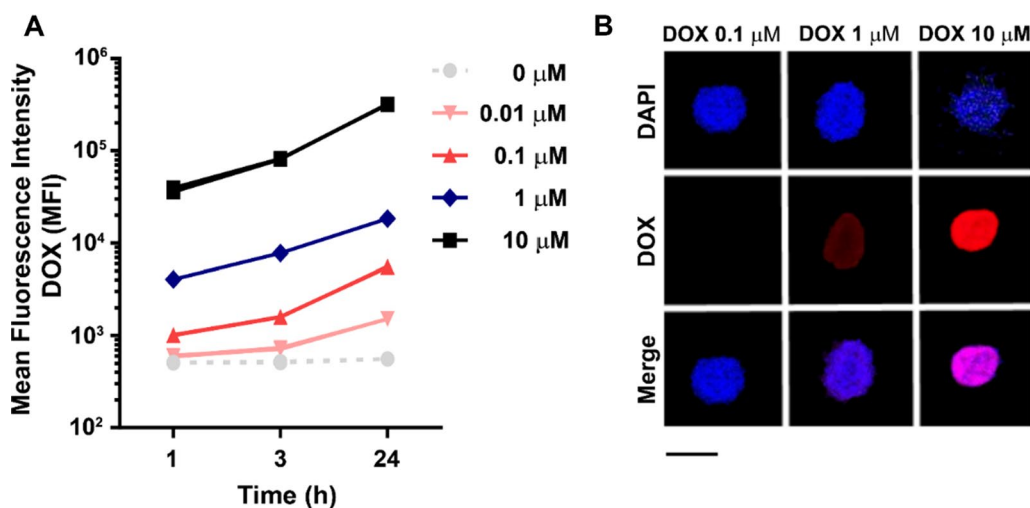 A
Mean Fluorescence Intensity
DOX (MFI)
10⁶
10⁵
10⁴
10³
10²
1
3
24
Time (h)
0 μM
0.01 μM
0.1 μM
1 μM
10 μM
B
DOX 0.1 μM
DOX 1 μM
DOX 10 μM
DAPI
DOX
Merge